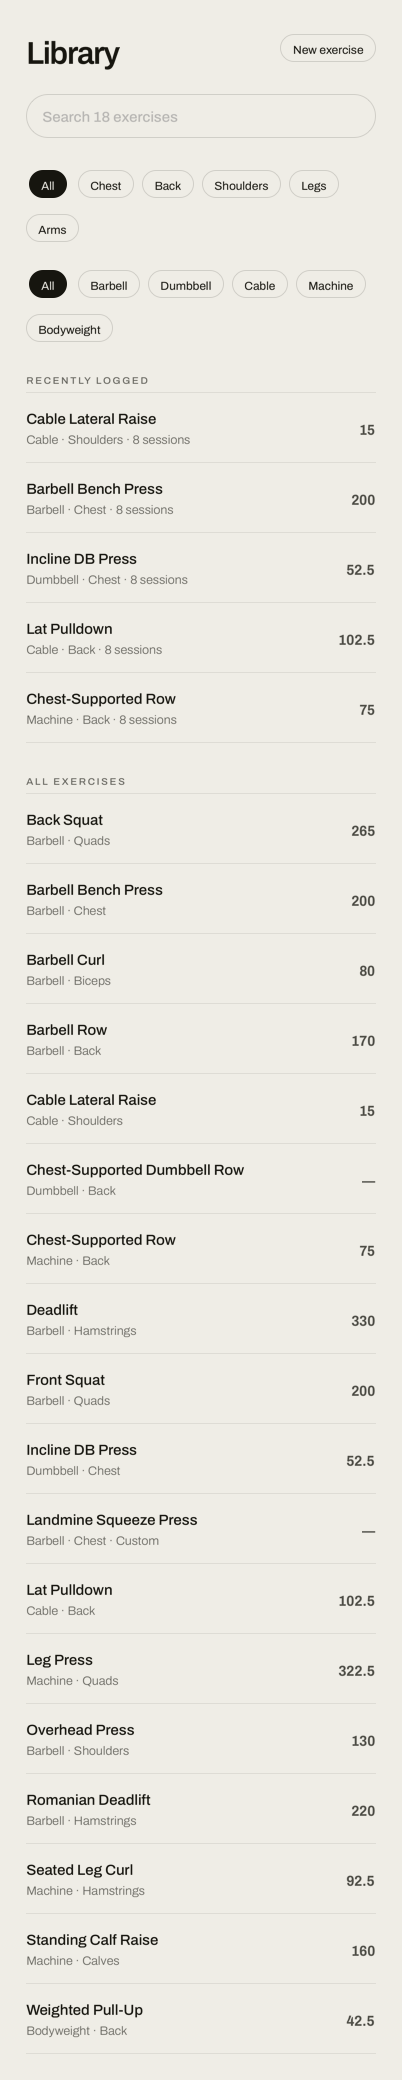 Library
New exercise
Search 18 exercises
All
Chest
Back
Shoulders
Legs
Arms
All
Barbell
Dumbbell
Cable
Machine
Bodyweight
RECENTLY LOGGED
Cable Lateral Raise
Cable · Shoulders · 8 sessions
15
Barbell Bench Press
Barbell · Chest · 8 sessions
200
Incline DB Press
Dumbbell · Chest · 8 sessions
52.5
Lat Pulldown
Cable · Back · 8 sessions
102.5
Chest-Supported Row
Machine · Back · 8 sessions
75
ALL EXERCISES
Back Squat
Barbell · Quads
265
Barbell Bench Press
Barbell · Chest
200
Barbell Curl
Barbell · Biceps
80
Barbell Row
Barbell · Back
170
Cable Lateral Raise
Cable · Shoulders
15
Chest-Supported Dumbbell Row
Dumbbell · Back
—
Chest-Supported Row
Machine · Back
75
Deadlift
Barbell · Hamstrings
330
Front Squat
Barbell · Quads
200
Incline DB Press
Dumbbell · Chest
52.5
Landmine Squeeze Press
Barbell · Chest · Custom
—
Lat Pulldown
Cable · Back
102.5
Leg Press
Machine · Quads
322.5
Overhead Press
Barbell · Shoulders
130
Romanian Deadlift
Barbell · Hamstrings
220
Seated Leg Curl
Machine · Hamstrings
92.5
Standing Calf Raise
Machine · Calves
160
Weighted Pull-Up
Bodyweight · Back
42.5